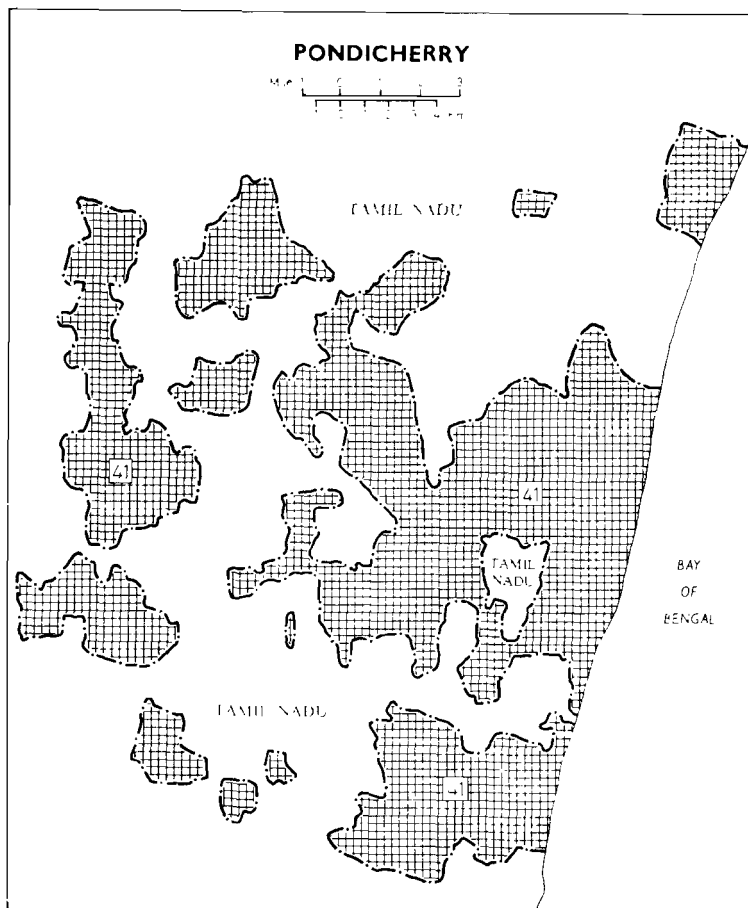 PONDICHERRY
TAMIL NADU
41
41
TAMIL
NADU
BAY
OF
BENGAL
TAMIL NADU
41